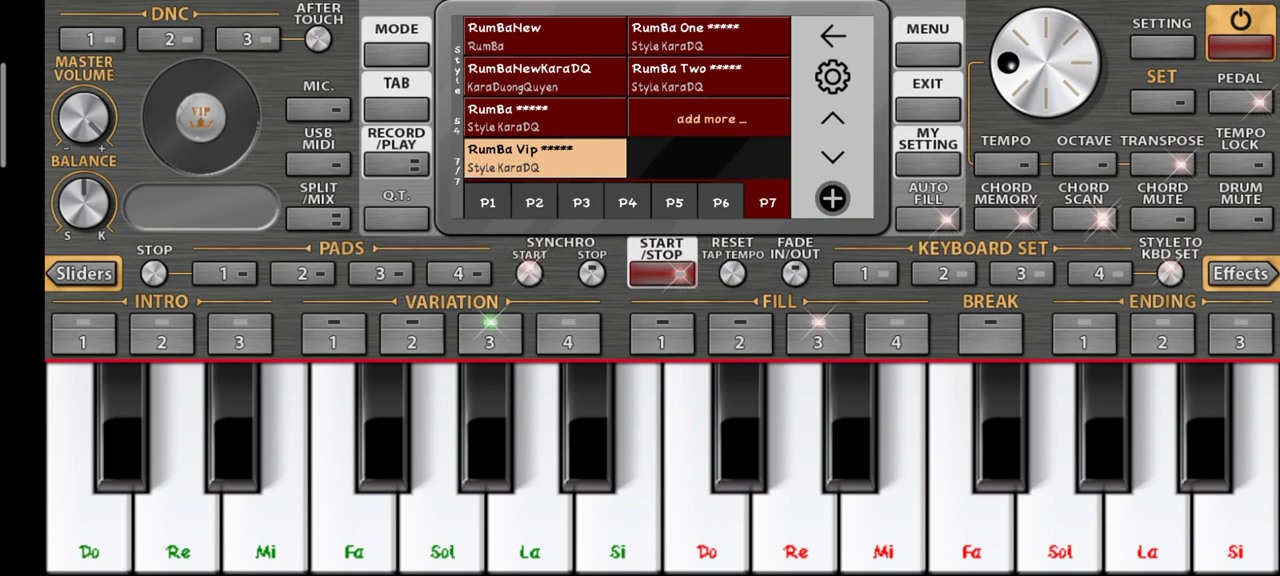 DNC
AFTER TOUCH
1 2 3
MASTER VOLUME
- +
BALANCE
S K
VIP
MIC.
USB MIDI
SPLIT /MIX
MODE
TAB
RECORD /PLAY
Q.T.
Style
54
7/7
RumBaNew
RumBa
RumBa One *****
Style KaraDQ
RumBaNewKaraDQ
KaraDuongQuyen
RumBa Two *****
Style KaraDQ
RumBa *****
Style KaraDQ
add more ...
RumBa Vip *****
Style KaraDQ
P1 P2 P3 P4 P5 P6 P7
MENU
EXIT
MY SETTING
AUTO FILL
SETTING
SET
PEDAL
TEMPO OCTAVE TRANSPOSE TEMPO LOCK
CHORD MEMORY CHORD SCAN CHORD MUTE DRUM MUTE
Sliders
STOP
PADS
1 2 3 4
SYNCHRO
START STOP
START /STOP
RESET
TAP TEMPO
FADE IN/OUT
KEYBOARD SET
1 2 3 4
STYLE TO KBD SET
Effects
INTRO VARIATION FILL BREAK ENDING
1 2 3 1 2 3 4 1 2 3 4 1 2 3
Do Re Mi Fa Sol La Si Do Re Mi Fa Sol La Si